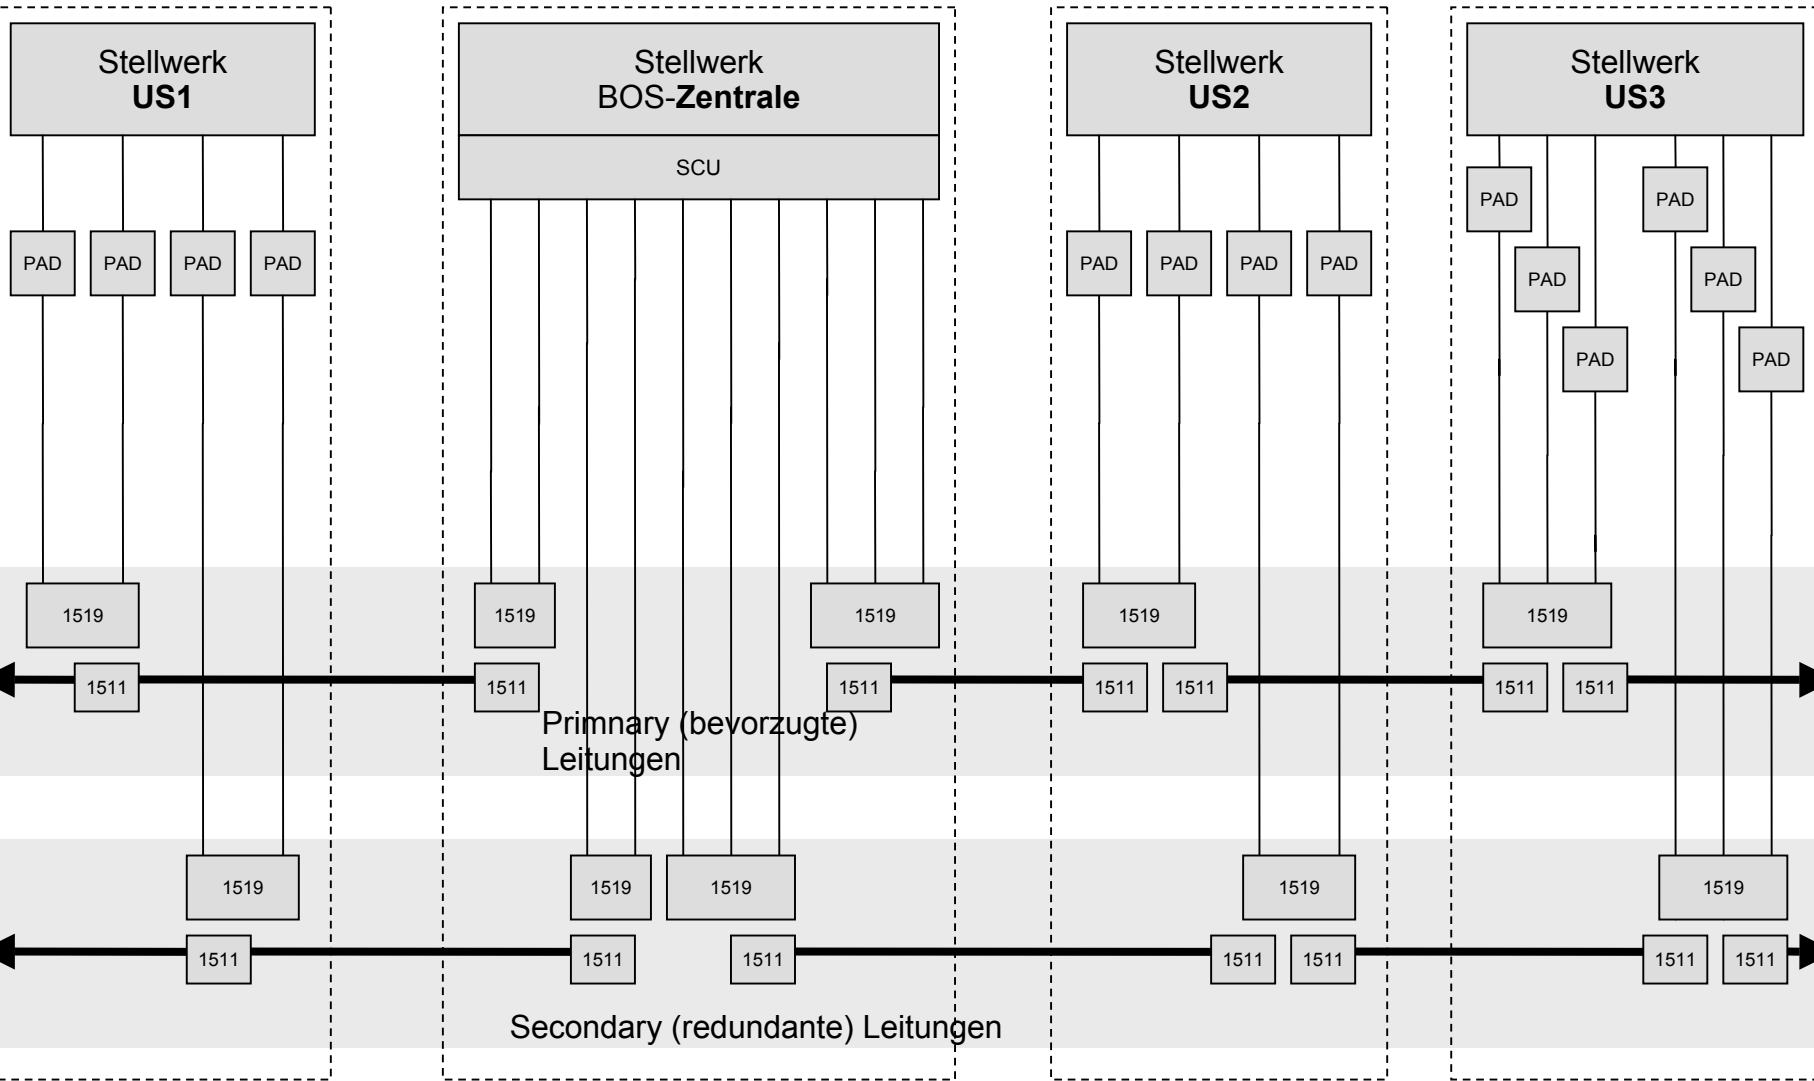 Stellwerk
US1
Stellwerk
BOS-Zentrale
SCU
Stellwerk
US2
Stellwerk
US3
PAD PAD PAD PAD
PAD PAD PAD PAD
PAD PAD
PAD PAD
PAD PAD
1519 1519 1519 1519 1519
1511 1511 1511 1511 1511 1511 1511
Primnary (bevorzugte)
Leitungen
1519 1519 1519 1519 1519
1511 1511 1511 1511 1511 1511 1511
Secondary (redundante) Leitungen